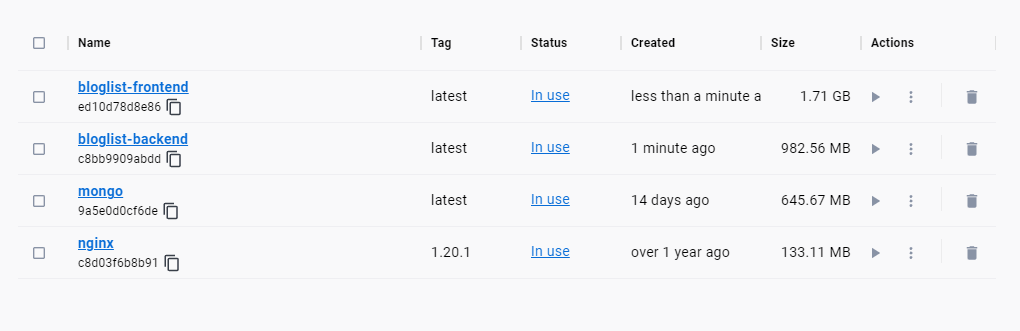 Name Tag Status Created Size Actions
bloglist-frontend latest In use less than a minute a 1.71 GB
ed10d78d8e86
bloglist-backend latest In use 1 minute ago 982.56 MB
c8bb9909abdd
mongo latest In use 14 days ago 645.67 MB
9a5e0d0cf6de
nginx 1.20.1 In use over 1 year ago 133.11 MB
c8d03f6b8b91